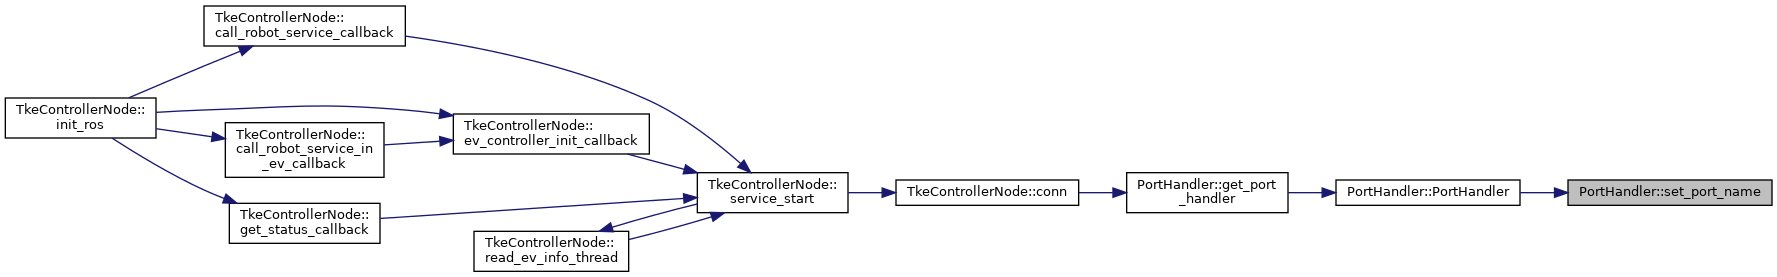 TkeControllerNode::
call_robot_service_callback
TkeControllerNode::
init_ros
TkeControllerNode::
call_robot_service_in
_ev_callback
TkeControllerNode::
ev_controller_init_callback
TkeControllerNode::
get_status_callback
TkeControllerNode::
read_ev_info_thread
TkeControllerNode::
service_start
TkeControllerNode::conn
PortHandler::get_port
_handler
PortHandler::PortHandler
PortHandler::set_port_name